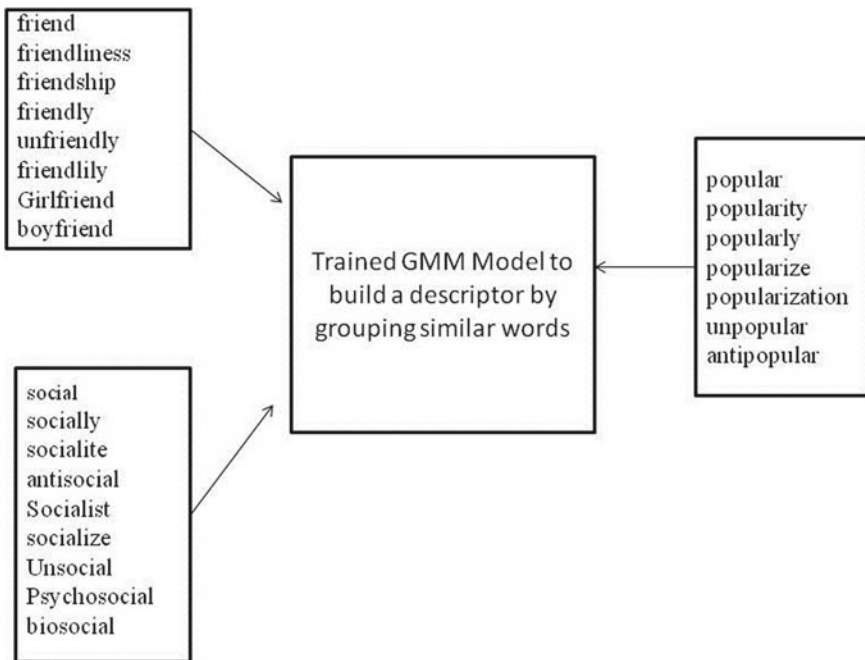 friend
friendliness
friendship
friendly
unfriendly
friendlily
Girlfriend
boyfriend
social
socially
socialite
antisocial
Socialist
socialize
Unsocial
Psychosocial
biosocial
Trained GMM Model to
build a descriptor by
grouping similar words
popular
popularity
popularly
popularize
popularization
unpopular
antipopular